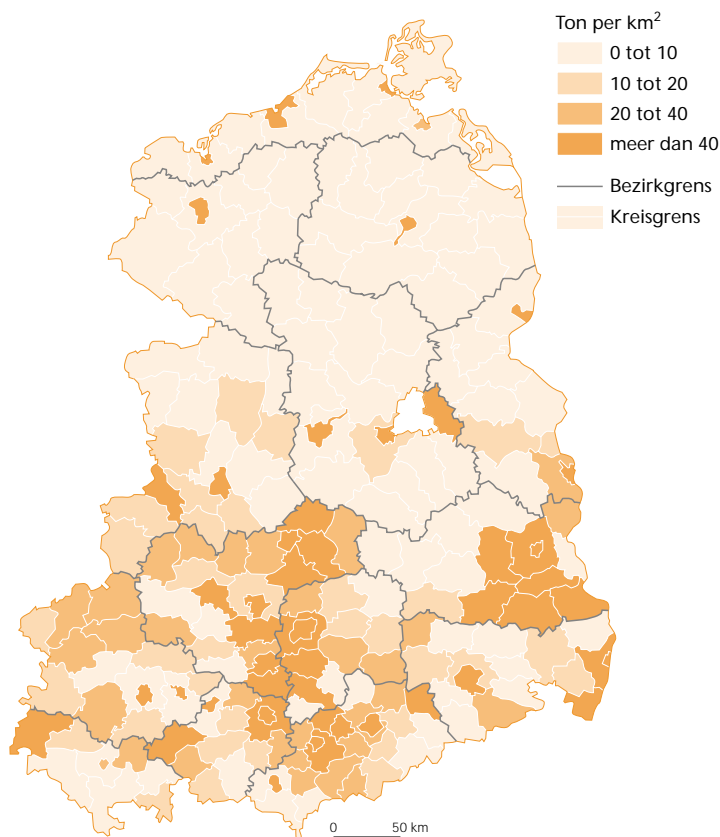 Ton per km²
0 tot 10
10 tot 20
20 tot 40
meer dan 40
Bezirkgrens
Kreisgrens
0 50 km